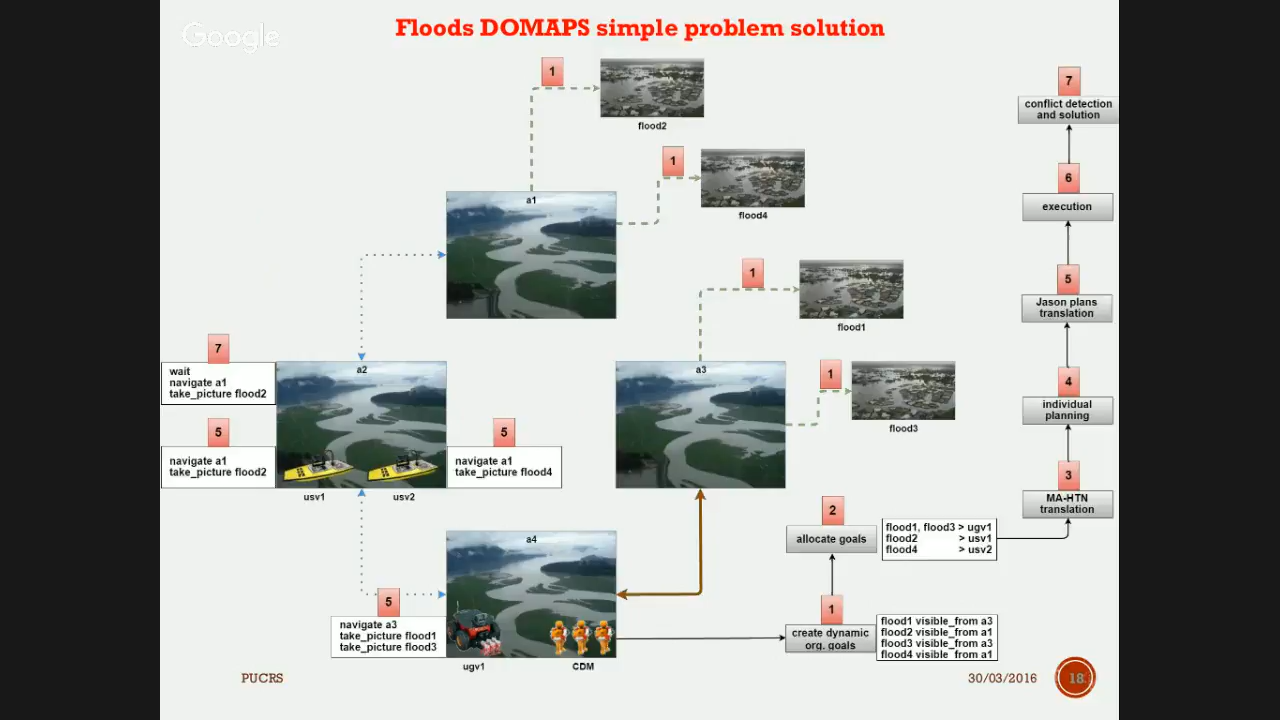 Google
Floods DOMAPS simple problem solution
1
flood2
1
flood4
a1
1
flood1
a3
1
flood3
7
wait
navigate a1
take_picture flood2
5
navigate a1
take_picture flood2
a2
usv1
usv2
5
navigate a1
take_picture flood4
5
navigate a3
take_picture flood1
take_picture flood3
a4
ugv1
CDM
1
create dynamic
org. goals
flood1 visible_from a3
flood2 visible_from a1
flood3 visible_from a3
flood4 visible_from a1
2
allocate goals
flood1, flood3 > ugv1
flood2 > usv1
flood4 > usv2
3
MA-HTN
translation
4
individual
planning
5
Jason plans
translation
6
execution
7
conflict detection
and solution
PUCRS
30/03/2016
18